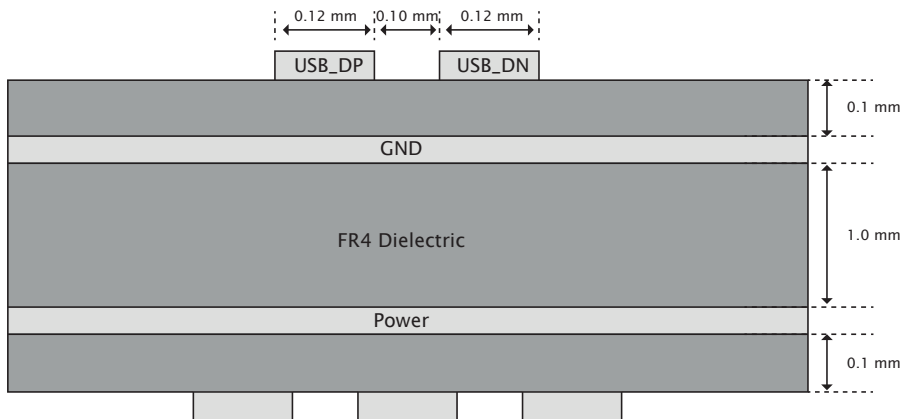 0.12 mm 0.10 mm 0.12 mm
USB_DP USB_DN
0.1 mm
GND
1.0 mm
FR4 Dielectric
Power
0.1 mm